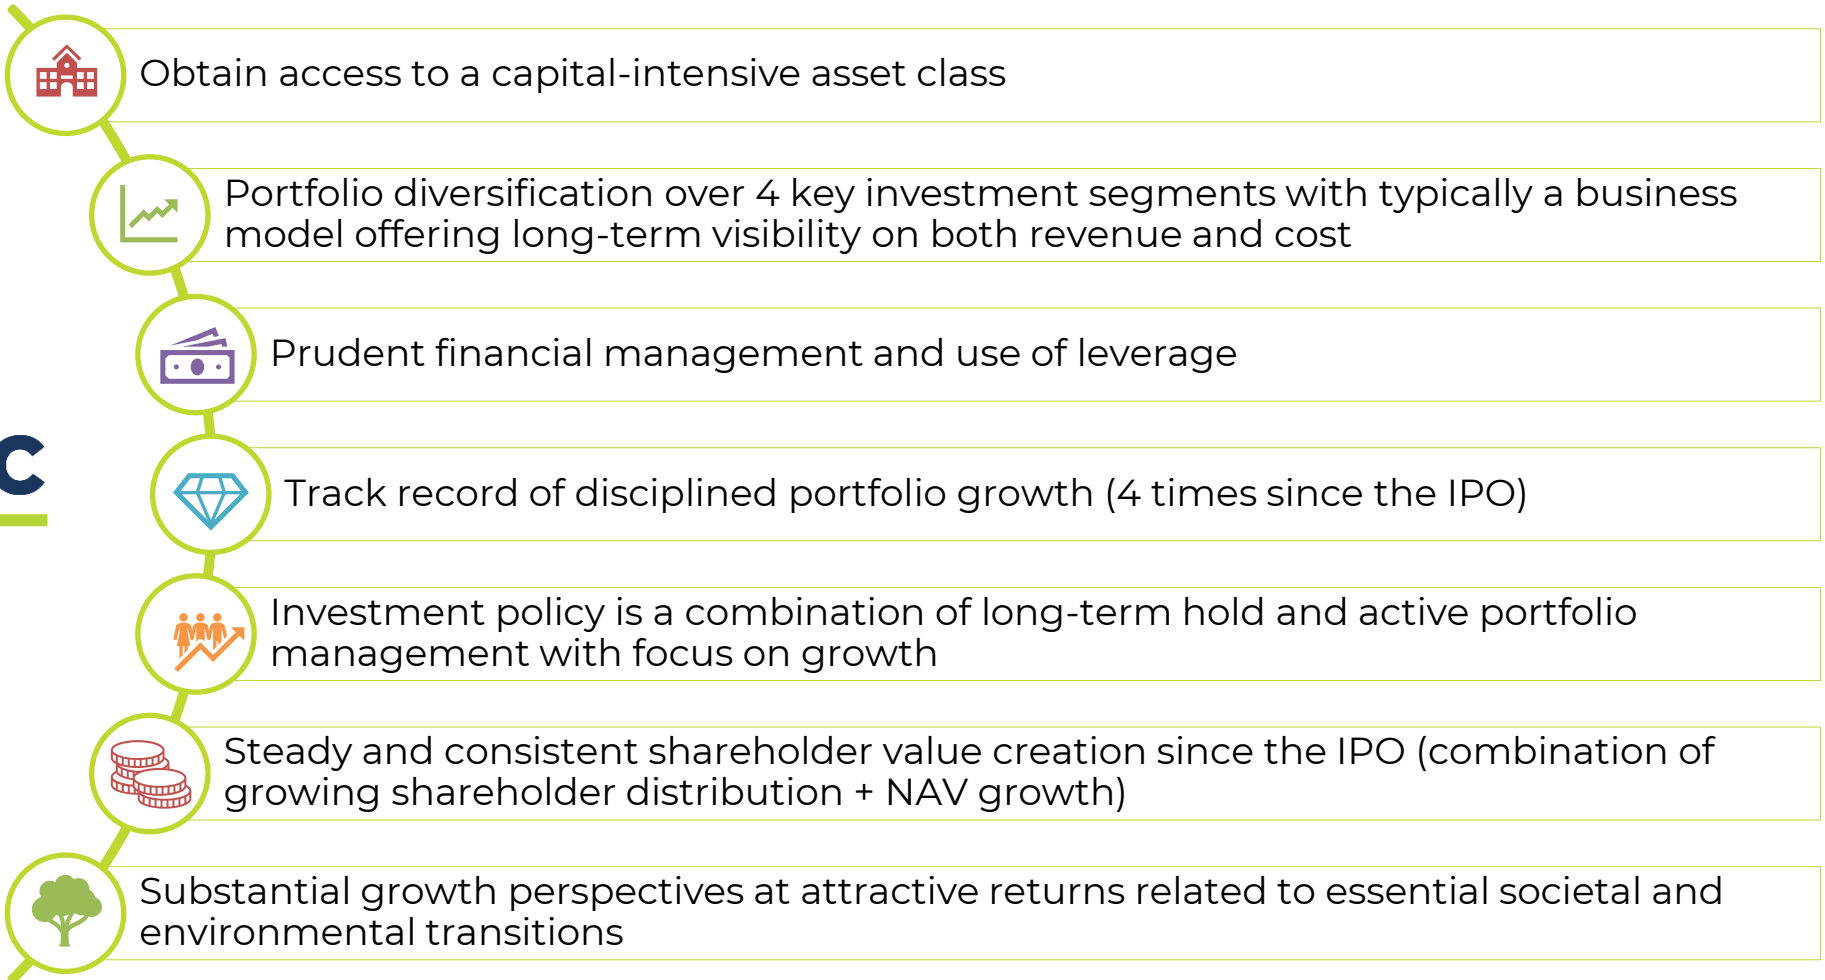 Obtain access to a capital-intensive asset class
Portfolio diversification over 4 key investment segments with typically a business
model offering long-term visibility on both revenue and cost
Prudent financial management and use of leverage
C
Track record of disciplined portfolio growth (4 times since the IPO)
Investment policy is a combination of long-term hold and active portfolio
management with focus on growth
Steady and consistent shareholder value creation since the IPO (combination of
growing shareholder distribution + NAV growth)
Substantial growth perspectives at attractive returns related to essential societal and
environmental transitions